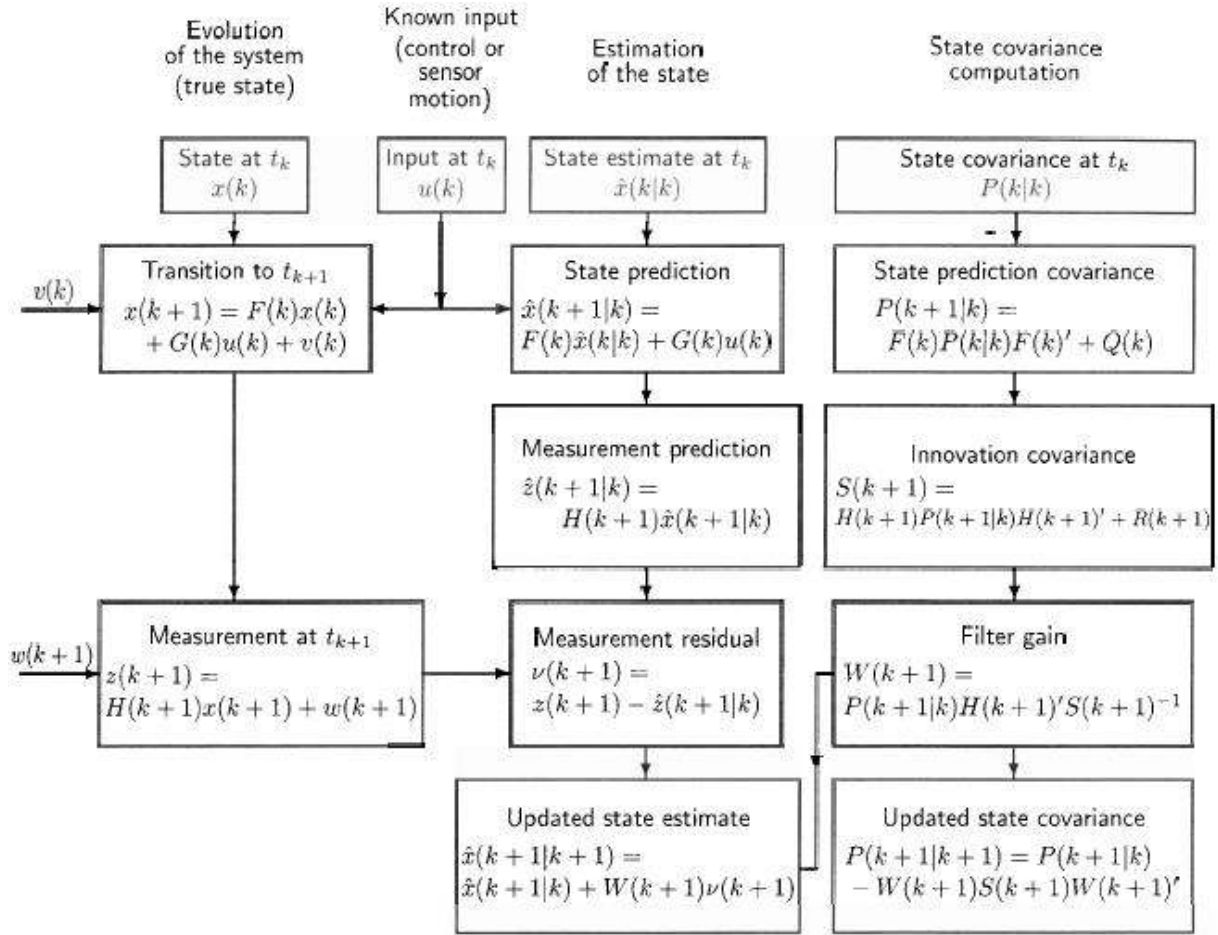 Evolution
of the system
(true state)
Known input
(control or
sensor
motion)
Estimation
of the state
State covariance
computation
State at t_k
x(k)
Input at t_k
u(k)
State estimate at t_k
x̂(k|k)
State covariance at t_k
P(k|k)
v(k)
Transition to t_{k+1}
x(k + 1) = F(k)x(k)
+ G(k)u(k) + v(k)
State prediction
x̂(k + 1|k) =
F(k)x̂(k|k) + G(k)u(k)
State prediction covariance
P(k + 1|k) =
F(k)P(k|k)F(k)′ + Q(k)
Measurement prediction
ẑ(k + 1|k) =
H(k + 1)x̂(k + 1|k)
Innovation covariance
S(k + 1) =
H(k + 1)P(k + 1|k)H(k + 1)′ + R(k + 1)
w(k + 1)
Measurement at t_{k+1}
z(k + 1) =
H(k + 1)x(k + 1) + w(k + 1)
Measurement residual
ν(k + 1) =
z(k + 1) − ẑ(k + 1|k)
Filter gain
W(k + 1) =
P(k + 1|k)H(k + 1)′S(k + 1)⁻¹
Updated state estimate
x̂(k + 1|k + 1) =
x̂(k + 1|k) + W(k + 1)ν(k + 1)
Updated state covariance
P(k + 1|k + 1) = P(k + 1|k)
− W(k + 1)S(k + 1)W(k + 1)′